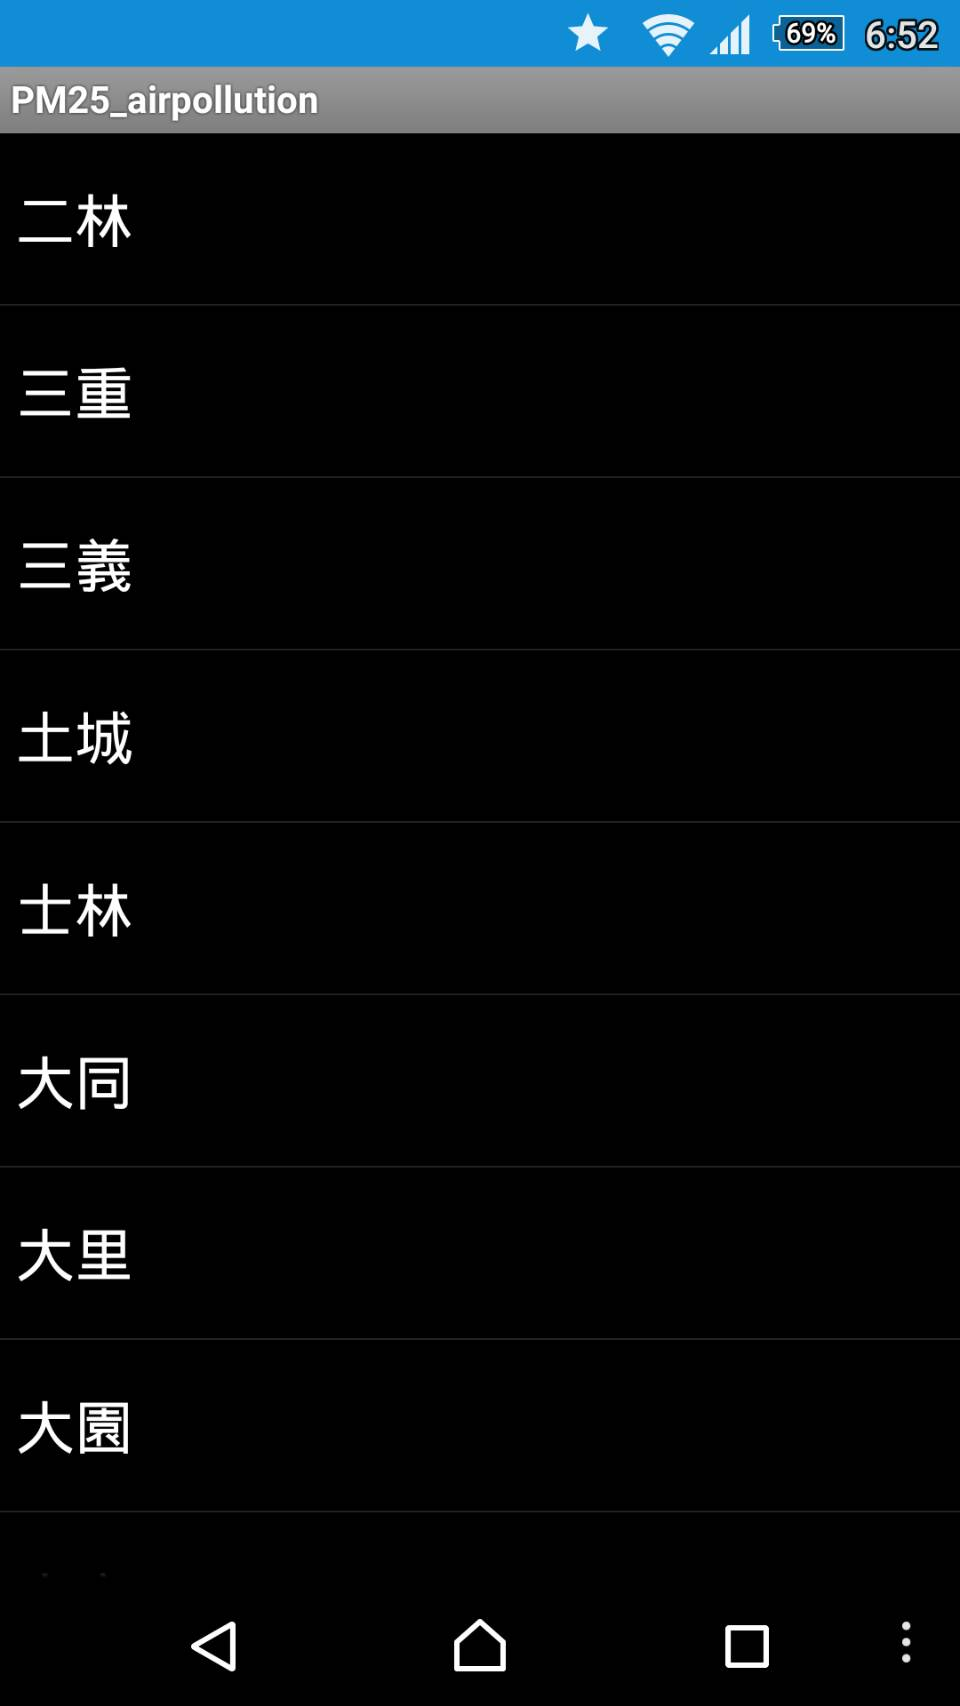 69%
6:52
PM25_airpollution
二林
三重
三義
土城
士林
大同
大里
大園